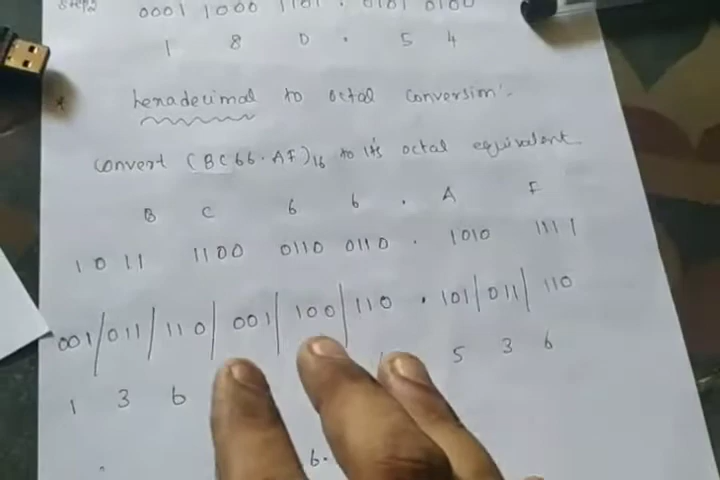 0001 1000 1101 . 0101 0100
1 8 D . 5 4
hexadecimal to octal conversion:-
convert (BC66.AF)16 to it's octal equivalent
B C 6 6 . A F
1011 1100 0110 0110 . 1010 1111
001/011/110/001/100/110 . 101/011/110
1 3 6 5 3 6
6.